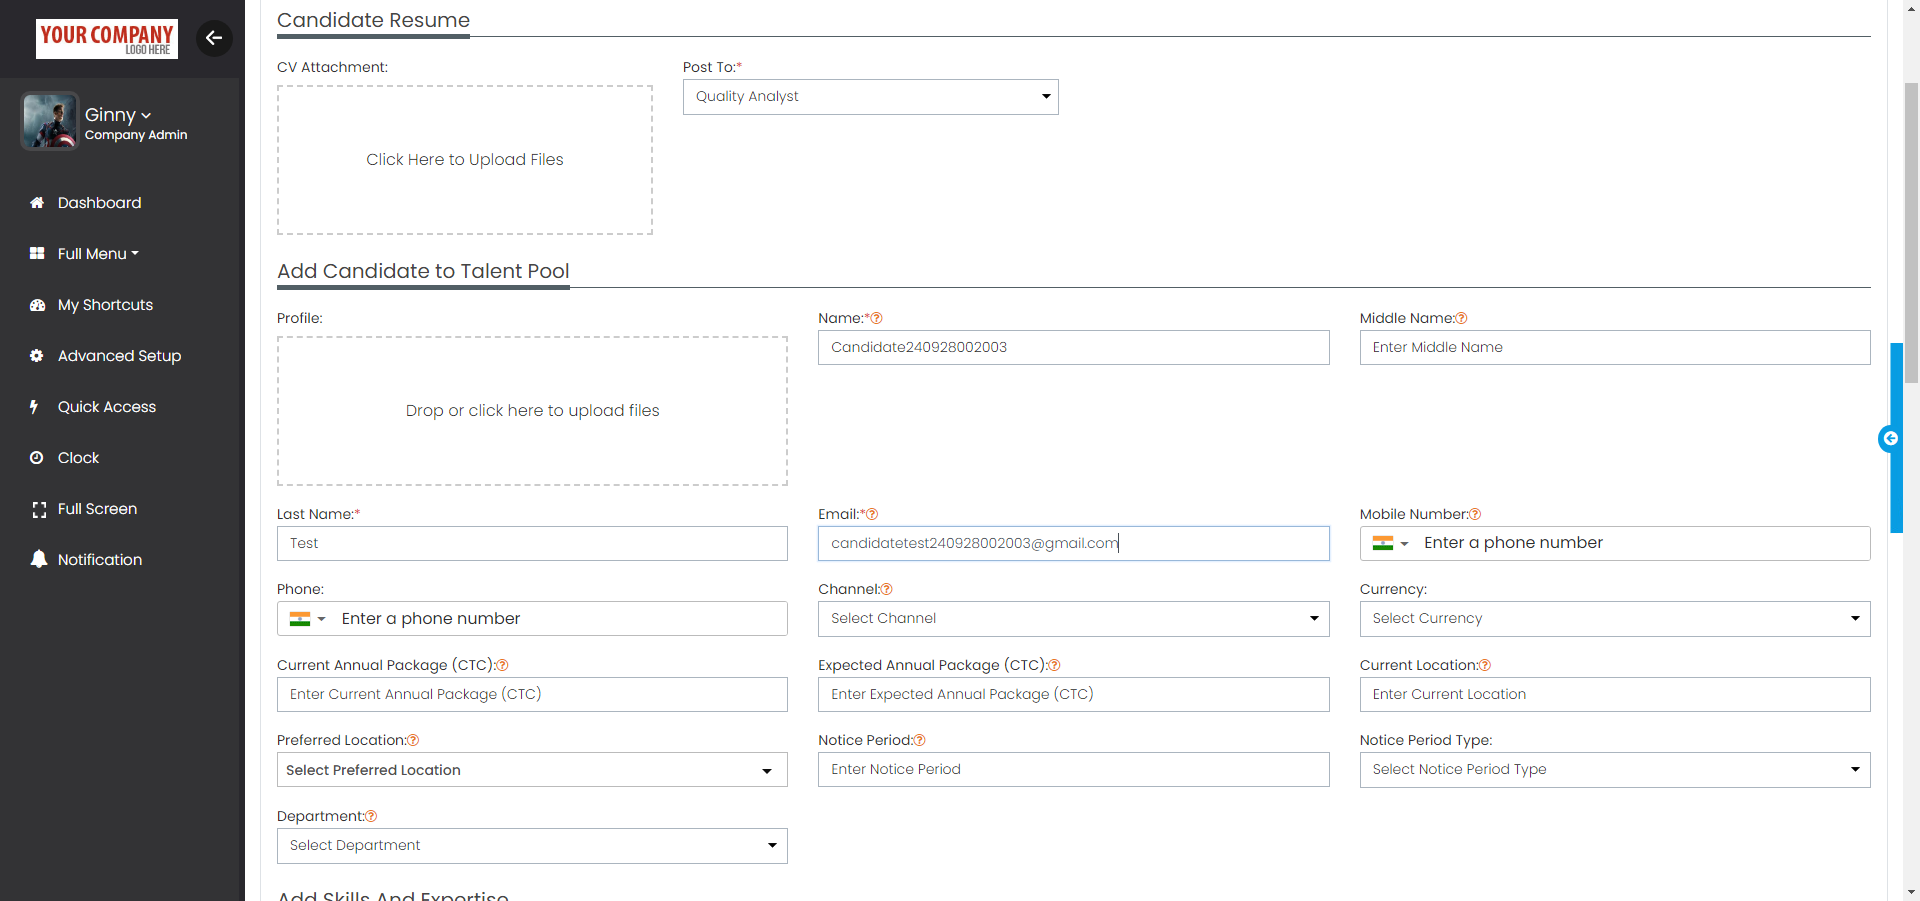 YOUR COMPANY
LOGO HERE
Ginny
Company Admin
Dashboard
Full Menu
My Shortcuts
Advanced Setup
Quick Access
Clock
Full Screen
Notification
Candidate Resume
CV Attachment:
Post To:*
Click Here to Upload Files
Quality Analyst
Add Candidate to Talent Pool
Profile:
Name:*
Middle Name:
Drop or click here to upload files
Candidate240928002003
Enter Middle Name
Last Name:*
Email:*
Mobile Number:
Test
candidatetest240928002003@gmail.com
Enter a phone number
Phone:
Channel:
Currency:
Enter a phone number
Select Channel
Select Currency
Current Annual Package (CTC):
Expected Annual Package (CTC):
Current Location:
Enter Current Annual Package (CTC)
Enter Expected Annual Package (CTC)
Enter Current Location
Preferred Location:
Notice Period:
Notice Period Type:
Select Preferred Location
Enter Notice Period
Select Notice Period Type
Department:
Select Department
Add Skills And Expertise